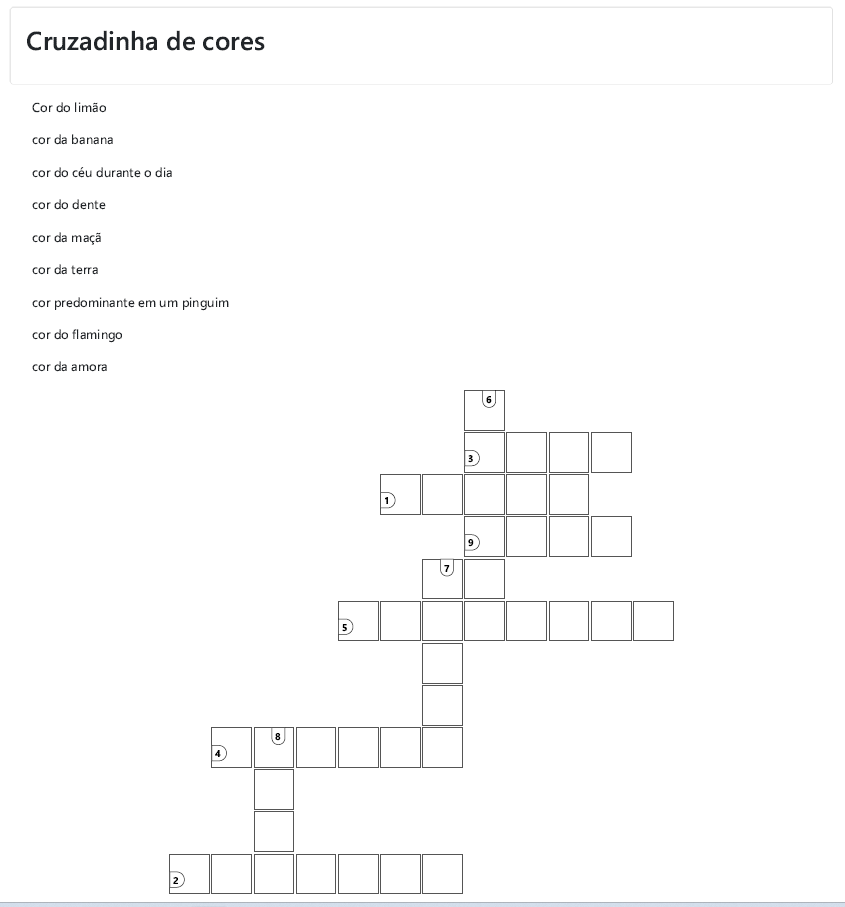 Cruzadinha de cores
Cor do limão
cor da banana
cor do céu durante o dia
cor do dente
cor da maçã
cor da terra
cor predominante em um pinguim
cor do flamingo
cor da amora
6
3
1
9
7
5
8
4
2